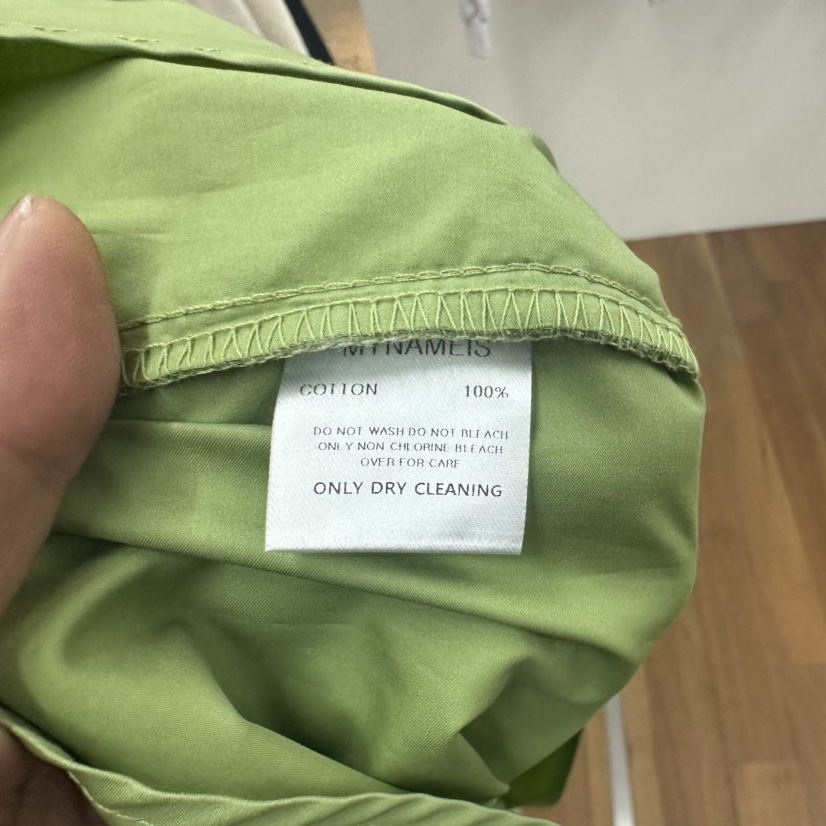 MYNAMEIS
COTTON 100%
DO NOT WASH DO NOT BLEACH
ONLY NON CHLORINE BLEACH
OVER FOR CARE
ONLY DRY CLEANING